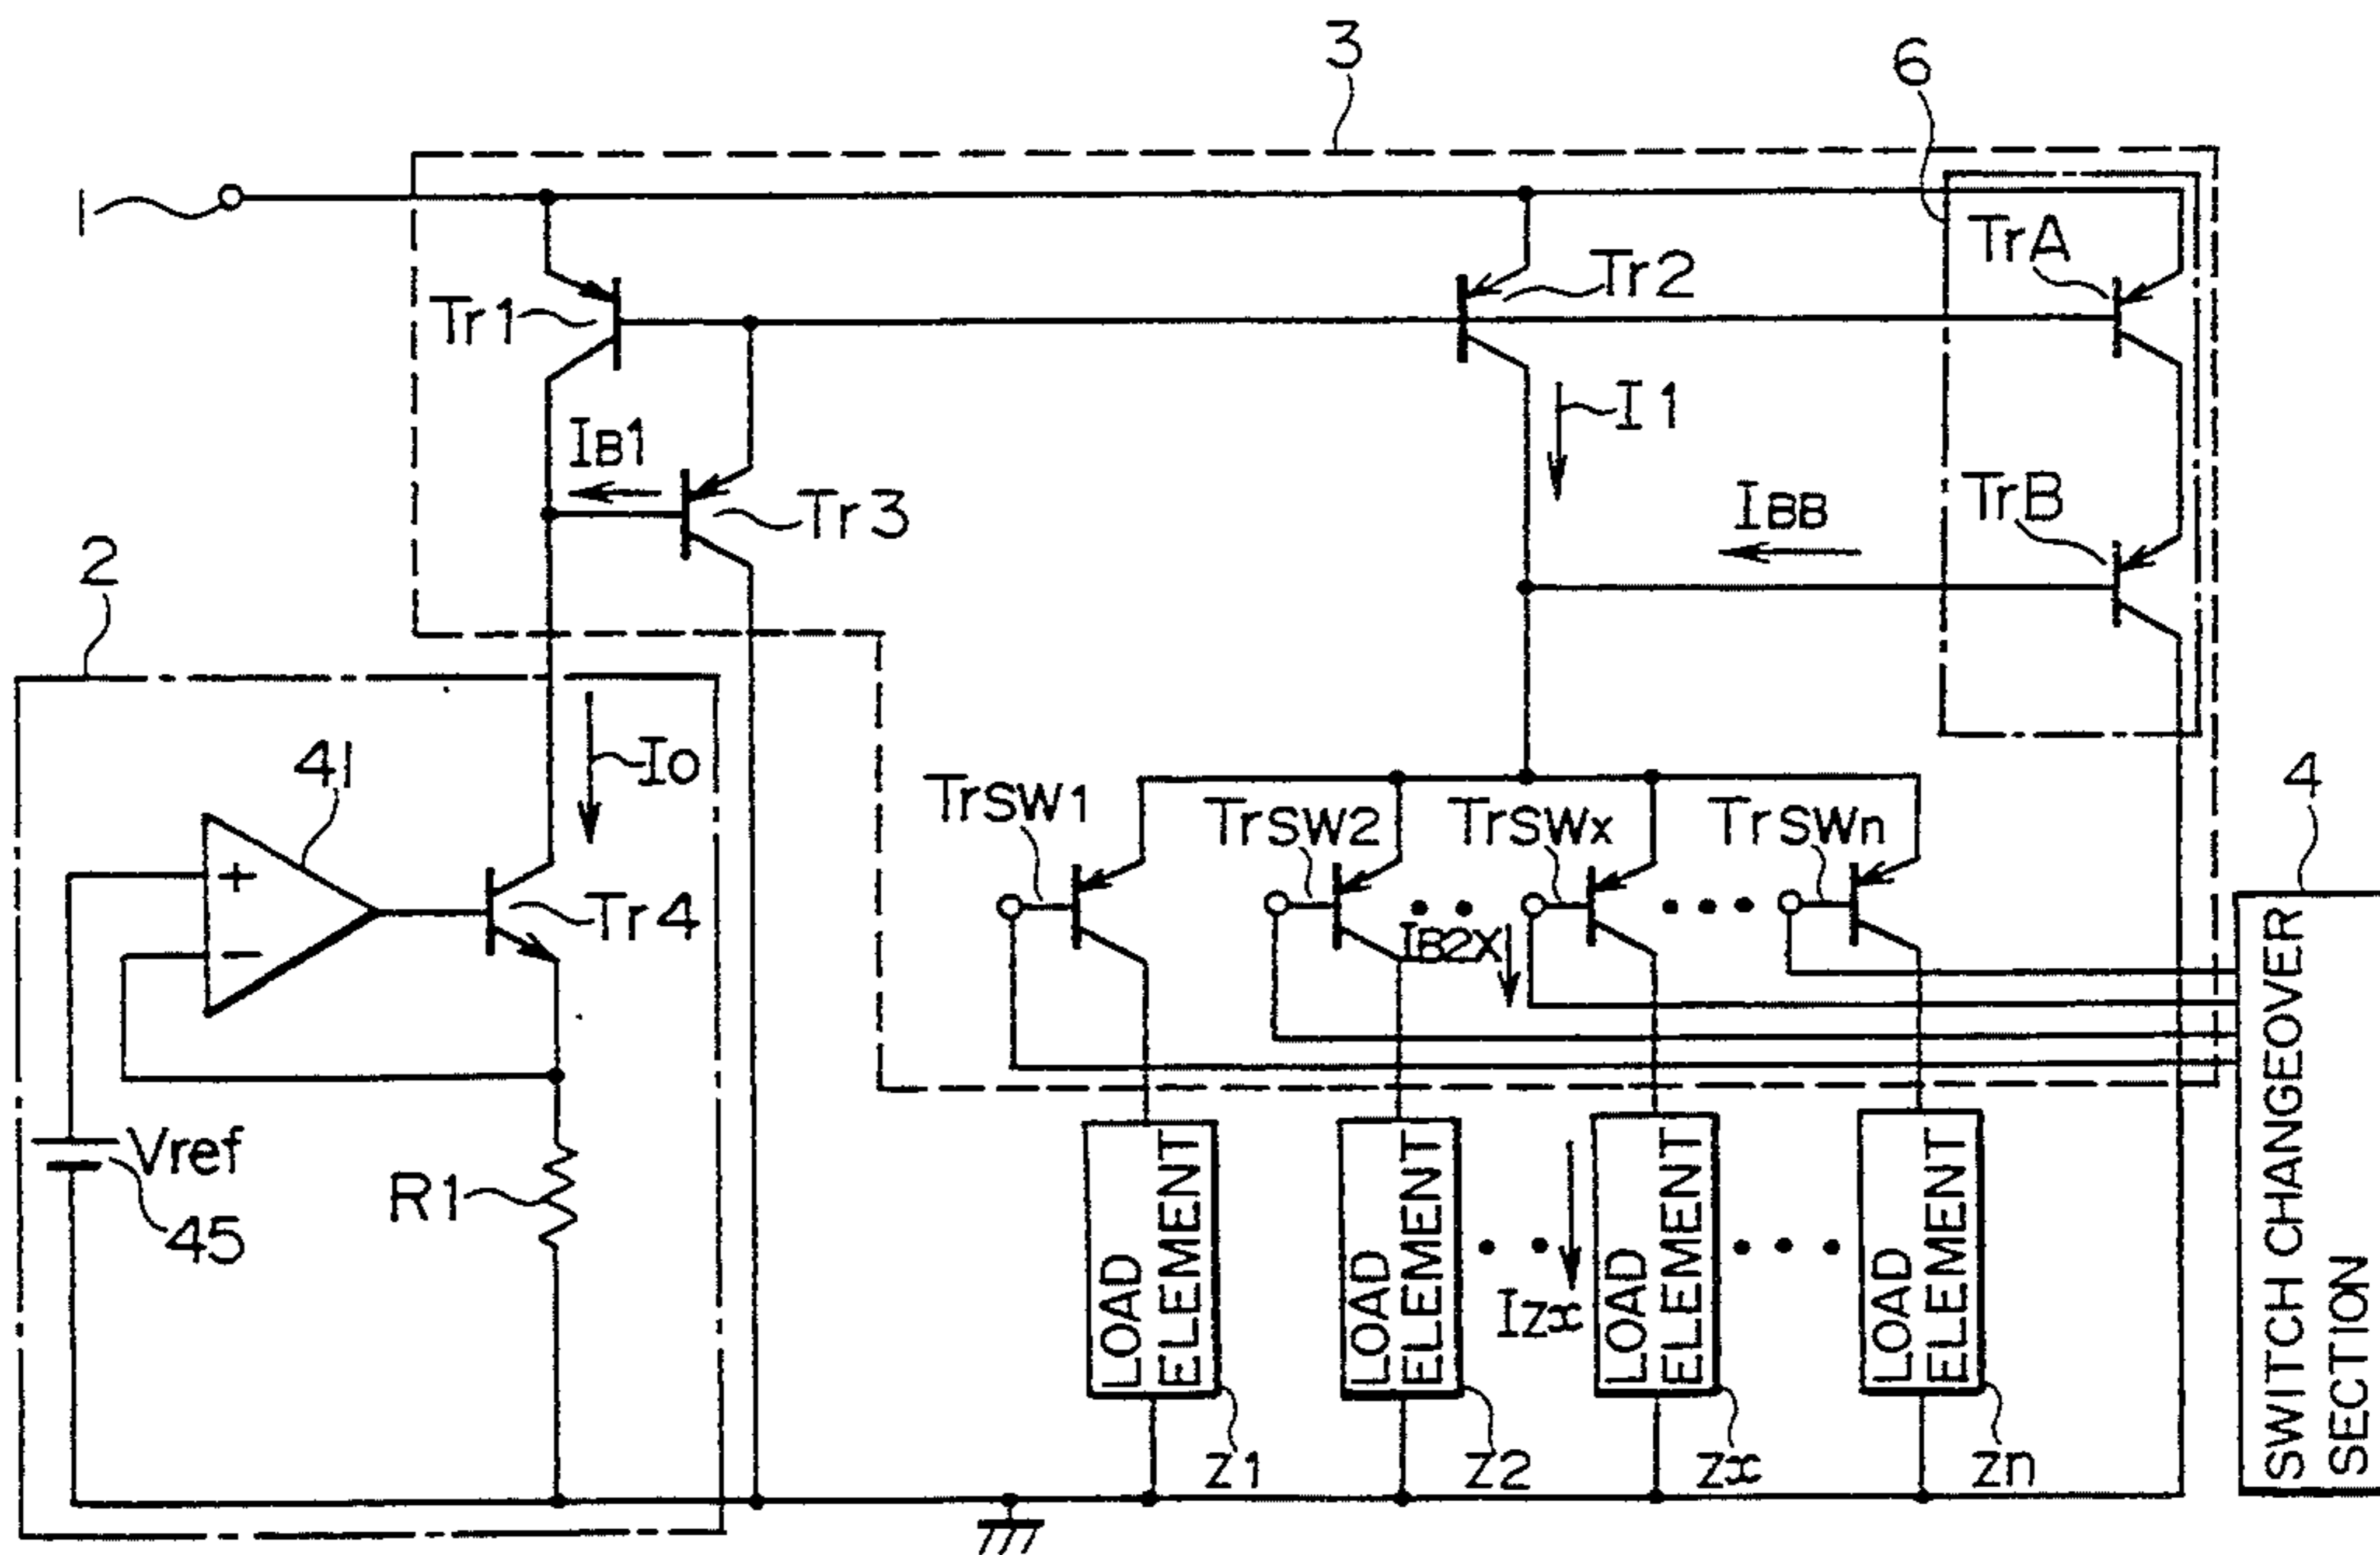 3
6
1
TrA
Tr1
Tr2
IB1
I1
Tr3
IBB
TrB
2
41
I0
4
TrSW1
TrSW2
TrSWx
TrSWn
+
Tr4
IB2X
−
Vref
45
R1
LOAD
ELEMENT
LOAD
ELEMENT
IZx
LOAD
ELEMENT
LOAD
ELEMENT
SWITCH CHANGEOVER
SECTION
Z1
Z2
Zx
Zn